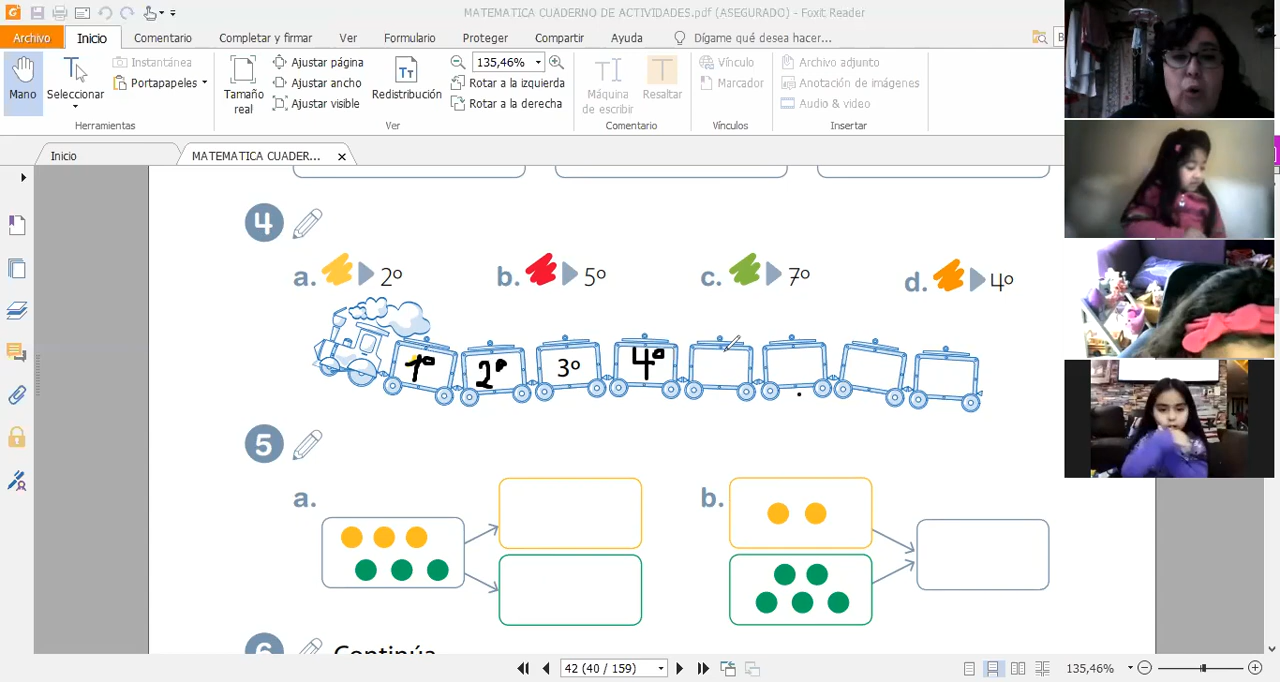 MATEMATICA CUADERNO DE ACTIVIDADES.pdf (ASEGURADO) - Foxit Reader
Archivo Inicio Comentario Completar y firmar Ver Formulario Proteger Compartir Ayuda Dígame qué desea hacer...
Mano
Seleccionar
Instantánea
Portapapeles
Herramientas
Tamaño real
Ajustar página
Ajustar ancho
Ajustar visible
Redistribución
135,46%
Rotar a la izquierda
Rotar a la derecha
Ver
Máquina de escribir
Resaltar
Comentario
Vínculo
Marcador
Vínculos
Archivo adjunto
Anotación de imágenes
Audio & video
Insertar
Inicio
MATEMATICA CUADER...
4
a. 2º b. 5º c. 7º d. 4º
1º 2º 3º 4º
5
a. b.
6 Continúa
42 (40 / 159)
135,46%